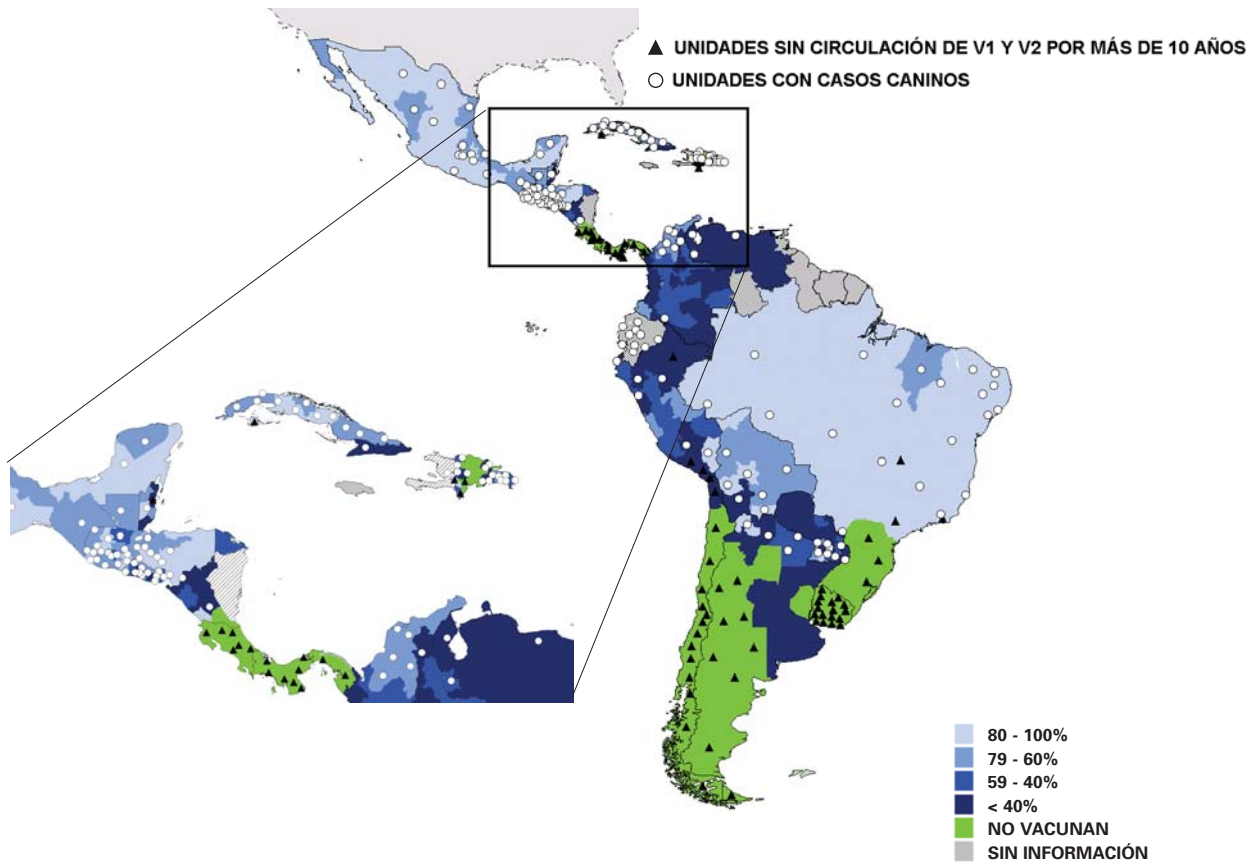 UNIDADES SIN CIRCULACIÓN DE V1 Y V2 POR MÁS DE 10 AÑOS
UNIDADES CON CASOS CANINOS
80 - 100%
79 - 60%
59 - 40%
< 40%
NO VACUNAN
SIN INFORMACIÓN